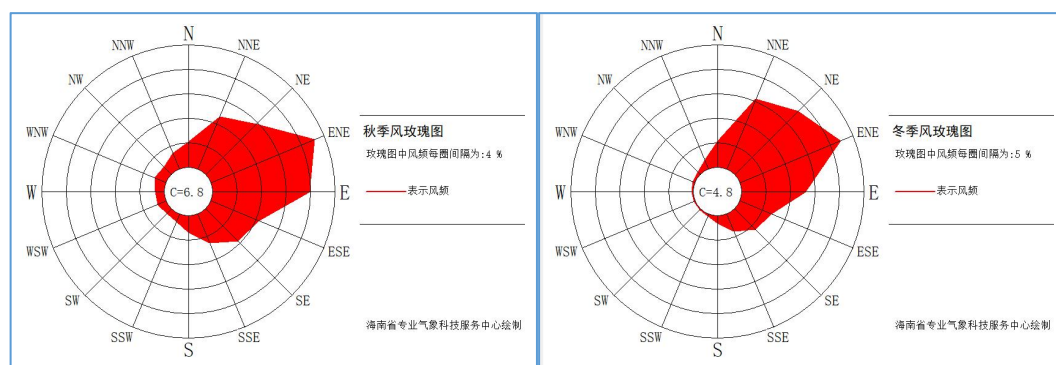 N
NNW
NNE
NW
NE
WNW
ENE
W
C=6.8
E
WSW
ESE
SW
SE
SSW
SSE
S
秋季风玫瑰图
玫瑰图中风频每圈间隔为:4 %
表示风频
海南省专业气象科技服务中心绘制
N
NNW
NNE
NW
NE
WNW
ENE
W
C=4.8
E
WSW
ESE
SW
SE
SSW
SSE
S
冬季风玫瑰图
玫瑰图中风频每圈间隔为:5 %
表示风频
海南省专业气象科技服务中心绘制